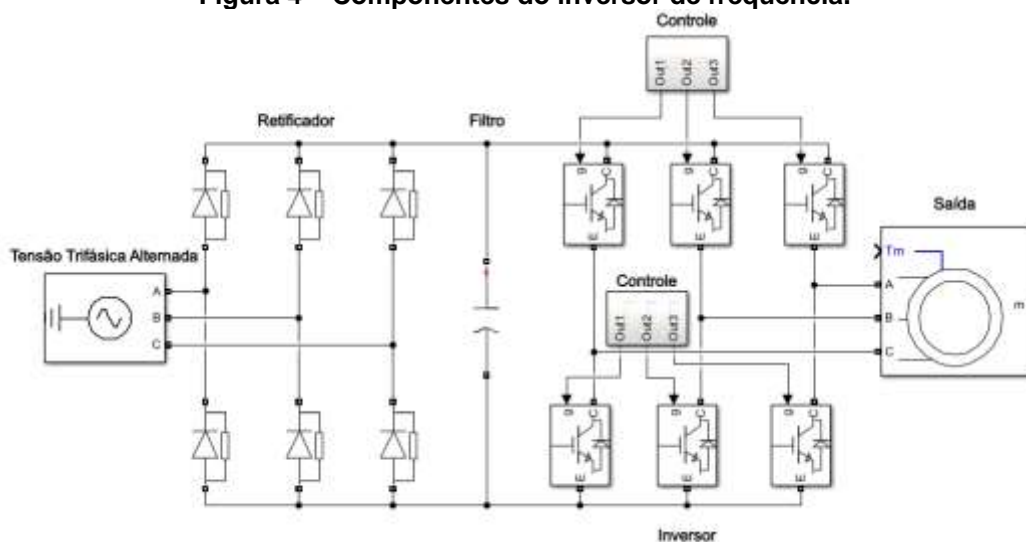 Figura 4 – Componentes do inversor de frequência.
Controle
Out1
Out2
Out3
Retificador
Filtro
g
C
E
g
C
E
g
C
E
Saída
Tensão Trifásica Alternada
A
B
C
Controle
Out1
Out2
Out3
Tm
A
B
C
m
g
C
E
g
C
E
g
C
E
Inversor